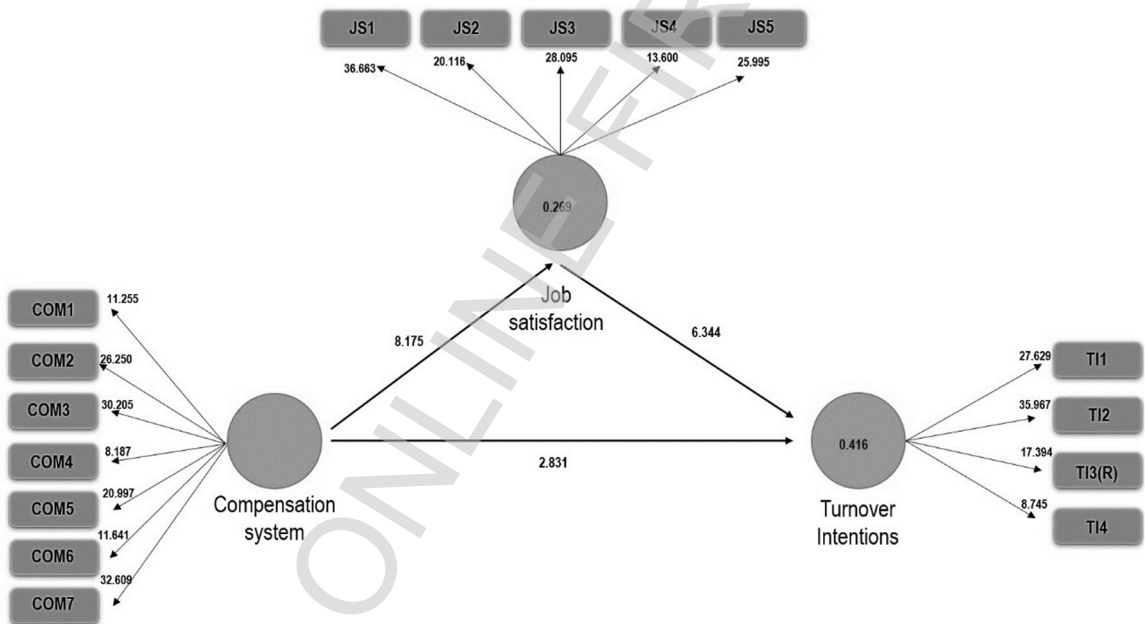 JS1 JS2 JS3 JS4 JS5
36.663 20.116 28.095 13.600 25.995
0.269
Job
satisfaction
8.175
6.344
COM1 11.255
COM2 26.250
COM3 30.205
COM4 8.187
COM5 20.997
COM6 11.641
COM7 32.609
Compensation
system
2.831
0.416
Turnover
Intentions
27.629 TI1
35.967 TI2
17.394 TI3(R)
8.745 TI4
ONLINE FIR